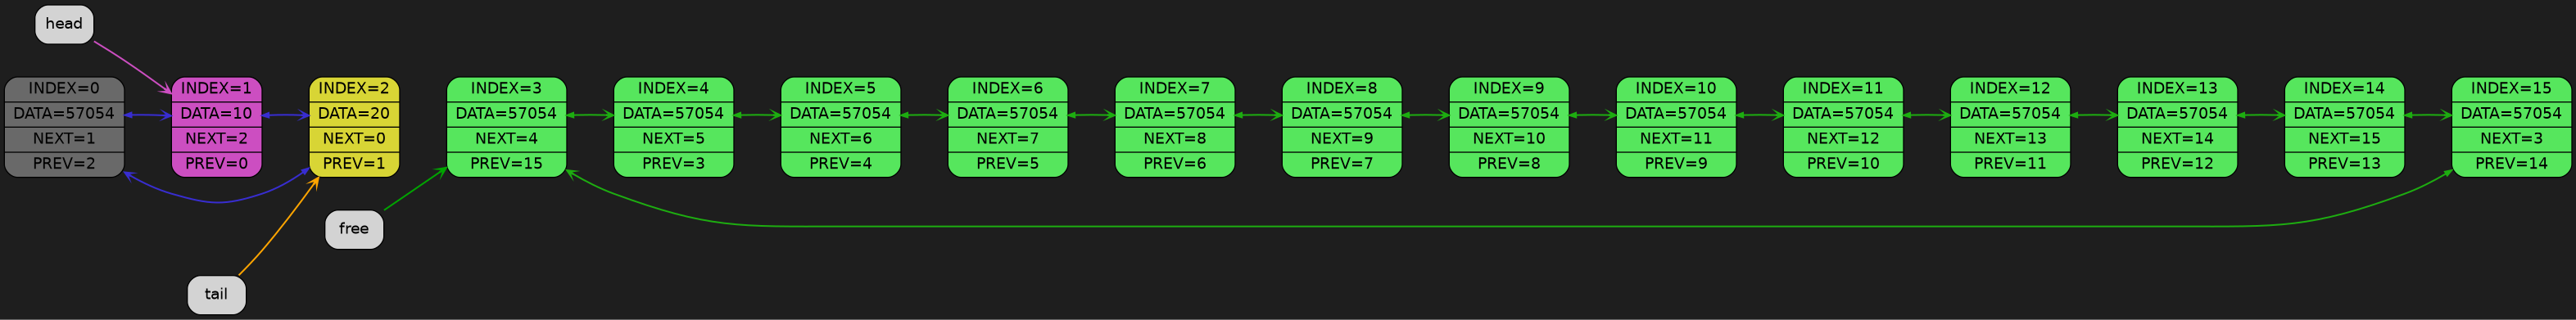 head
INDEX=0
DATA=57054
NEXT=1
PREV=2
INDEX=1
DATA=10
NEXT=2
PREV=0
INDEX=2
DATA=20
NEXT=0
PREV=1
INDEX=3
DATA=57054
NEXT=4
PREV=15
INDEX=4
DATA=57054
NEXT=5
PREV=3
INDEX=5
DATA=57054
NEXT=6
PREV=4
INDEX=6
DATA=57054
NEXT=7
PREV=5
INDEX=7
DATA=57054
NEXT=8
PREV=6
INDEX=8
DATA=57054
NEXT=9
PREV=7
INDEX=9
DATA=57054
NEXT=10
PREV=8
INDEX=10
DATA=57054
NEXT=11
PREV=9
INDEX=11
DATA=57054
NEXT=12
PREV=10
INDEX=12
DATA=57054
NEXT=13
PREV=11
INDEX=13
DATA=57054
NEXT=14
PREV=12
INDEX=14
DATA=57054
NEXT=15
PREV=13
INDEX=15
DATA=57054
NEXT=3
PREV=14
free
tail